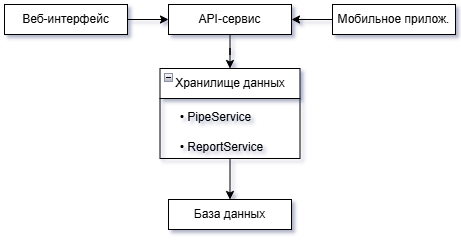 Веб-интерфейс
API-сервис
Мобильное прилож.
Хранилище данных
• PipeService
• ReportService
База данных